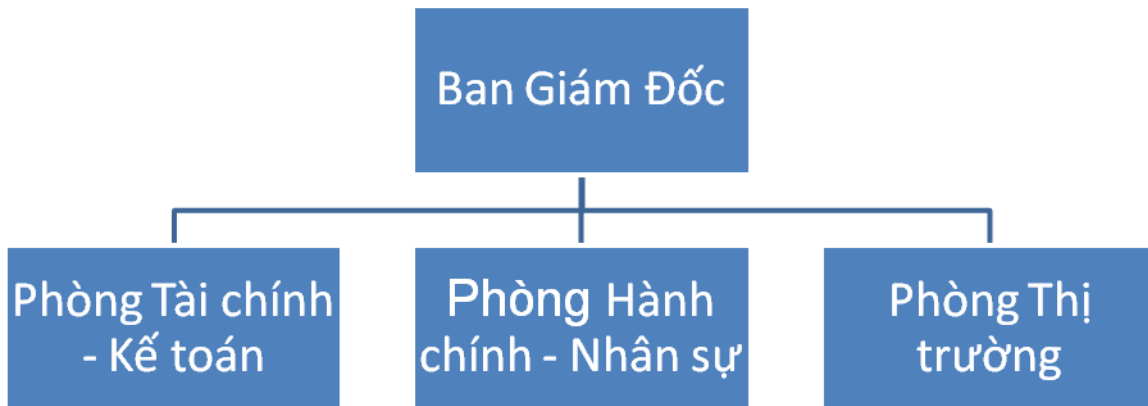 Ban Giám Đốc
Phòng Tài chính
- Kế toán
Phòng Hành
chính - Nhân sự
Phòng Thị
trường